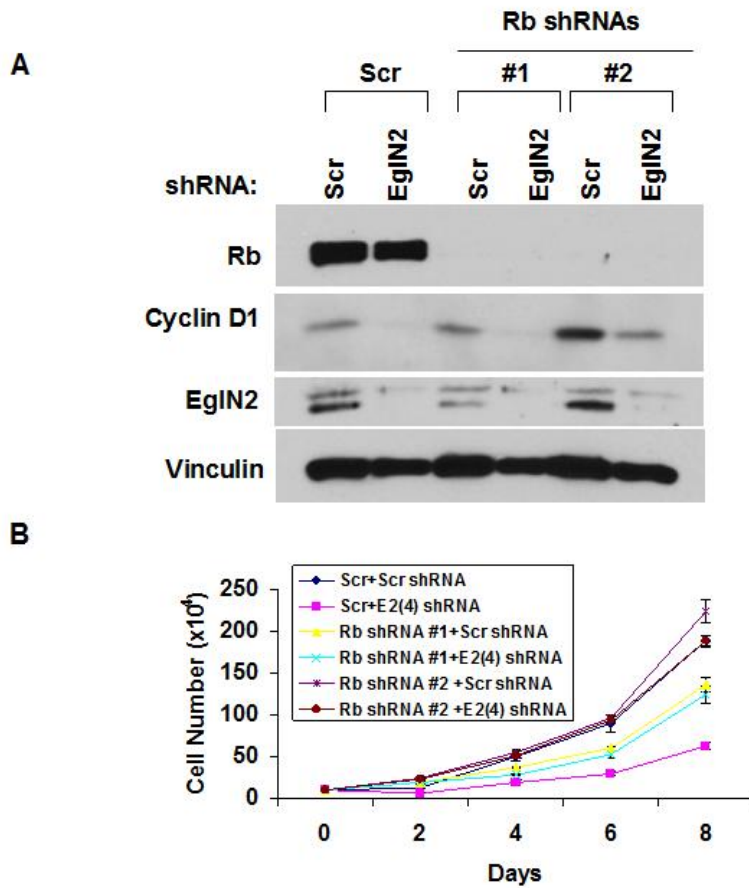 A
Rb shRNAs
Scr #1 #2
shRNA: Scr EglN2 Scr EglN2 Scr EglN2
Rb
Cyclin D1
EglN2
Vinculin
B
Cell Number (x10⁴)
250
200
150
100
50
0
Scr+Scr shRNA
Scr+E2(4) shRNA
Rb shRNA #1+Scr shRNA
Rb shRNA #1+E2(4) shRNA
Rb shRNA #2 +Scr shRNA
Rb shRNA #2 +E2(4) shRNA
0 2 4 6 8
Days